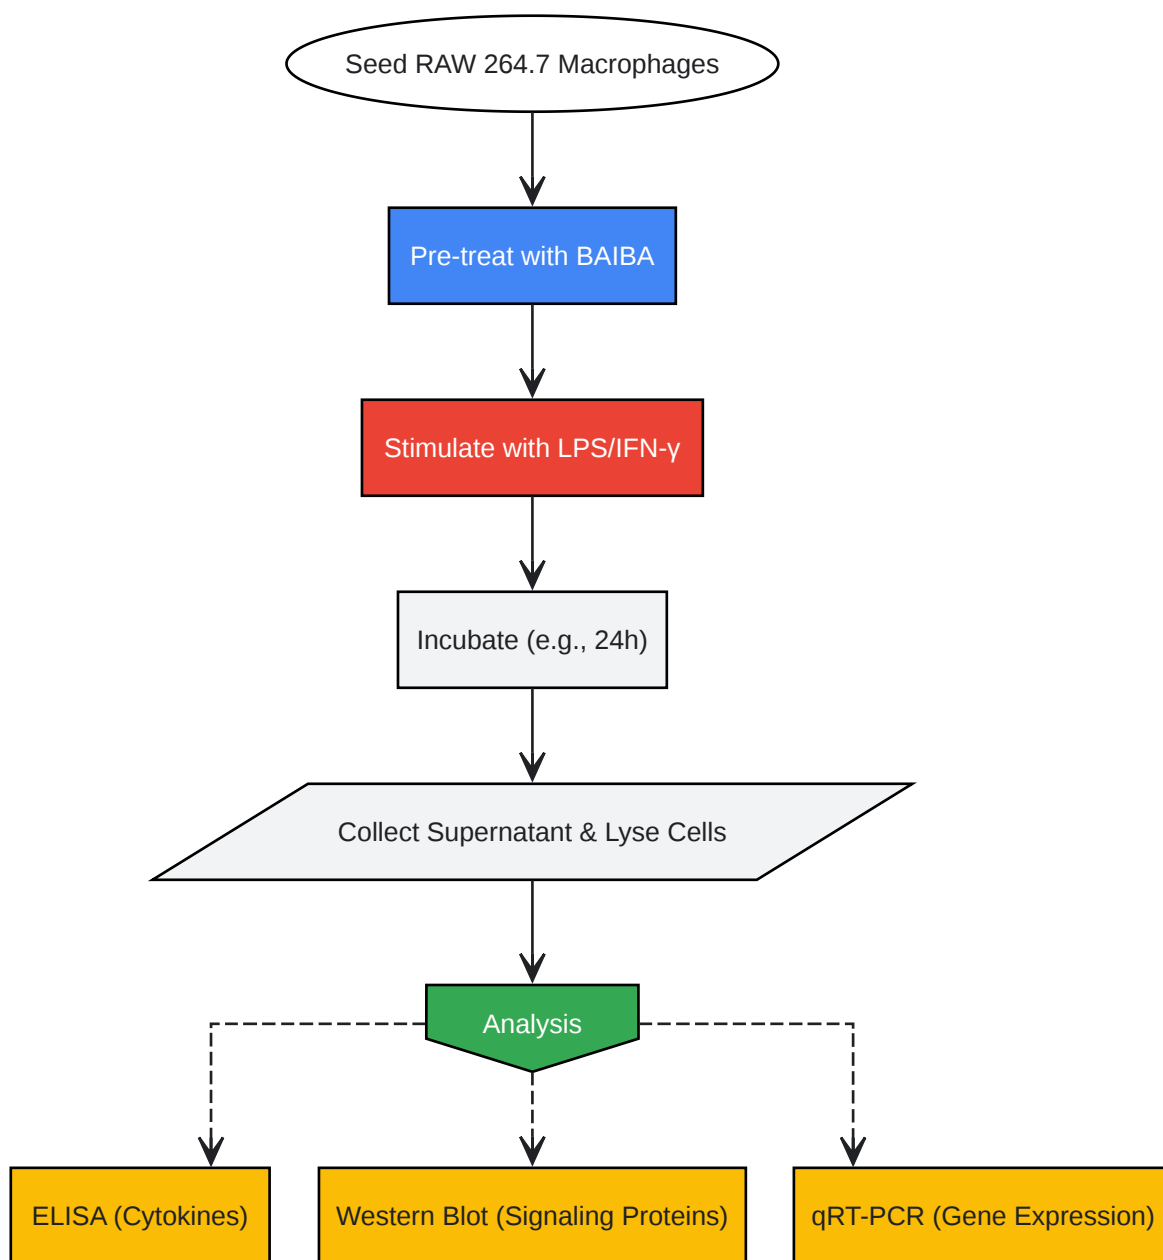 Seed RAW 264.7 Macrophages
Pre-treat with BAIBA
Stimulate with LPS/IFN-γ
Incubate (e.g., 24h)
Collect Supernatant & Lyse Cells
Analysis
ELISA (Cytokines)
Western Blot (Signaling Proteins)
qRT-PCR (Gene Expression)